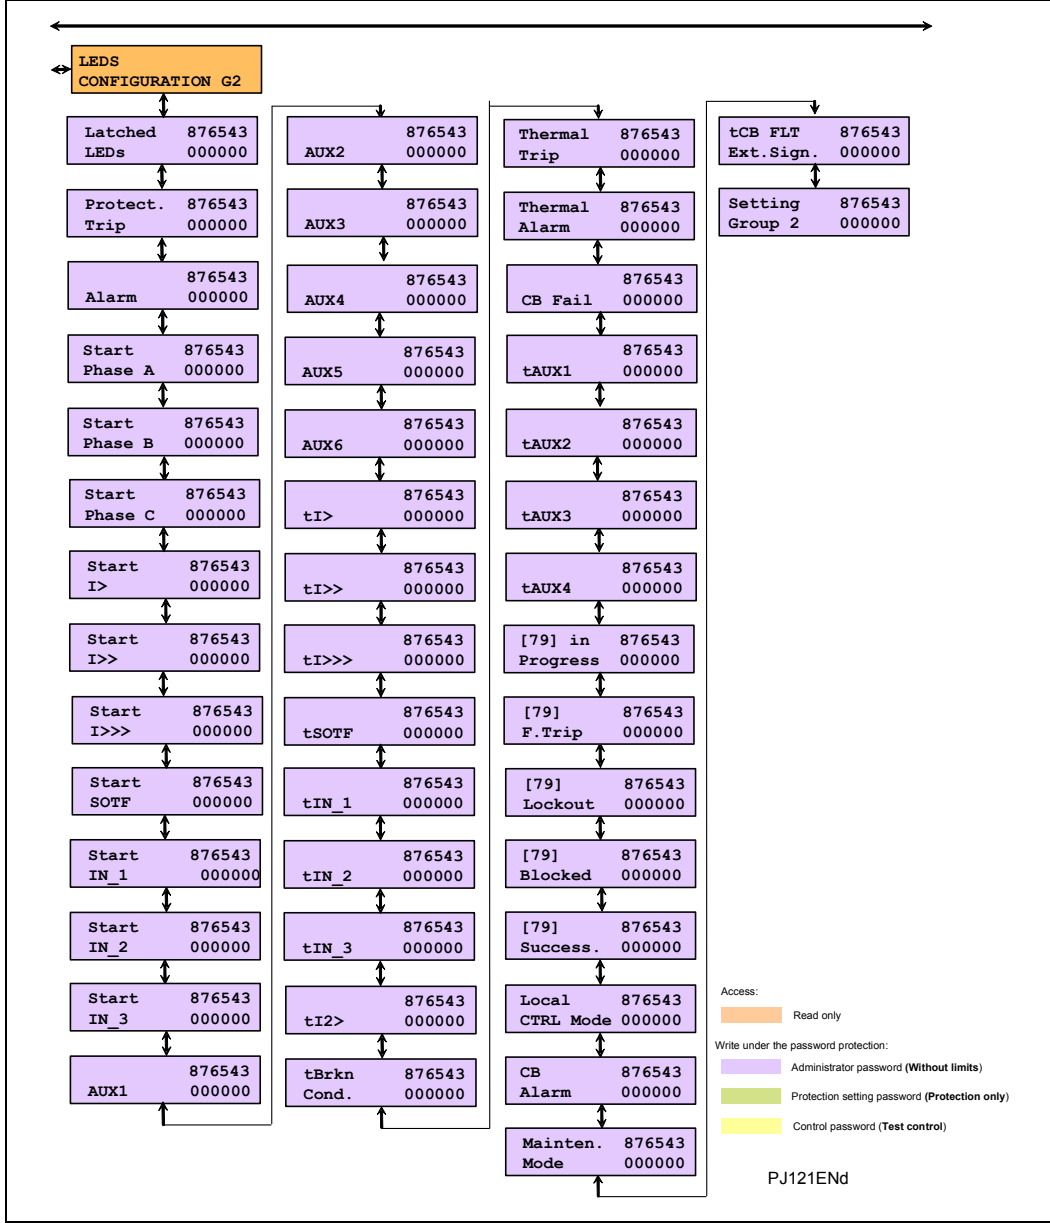 LEDS
CONFIGURATION G2
Latched 876543
LEDs 000000
Protect. 876543
Trip 000000
876543
Alarm 000000
Start 876543
Phase A 000000
Start 876543
Phase B 000000
Start 876543
Phase C 000000
Start 876543
I> 000000
Start 876543
I>> 000000
Start 876543
I>>> 000000
Start 876543
SOTF 000000
Start 876543
IN_1 000000
Start 876543
IN_2 000000
Start 876543
IN_3 000000
876543
AUX1 000000
876543
AUX2 000000
876543
AUX3 000000
876543
AUX4 000000
876543
AUX5 000000
876543
AUX6 000000
876543
tI> 000000
876543
tI>> 000000
876543
tI>>> 000000
876543
tSOTF 000000
876543
tIN_1 000000
876543
tIN_2 000000
876543
tIN_3 000000
876543
tI2> 000000
tBrkn 876543
Cond. 000000
Thermal 876543
Trip 000000
Thermal 876543
Alarm 000000
876543
CB Fail 000000
876543
tAUX1 000000
876543
tAUX2 000000
876543
tAUX3 000000
876543
tAUX4 000000
[79] in 876543
Progress 000000
[79] 876543
F.Trip 000000
[79] 876543
Lockout 000000
[79] 876543
Blocked 000000
[79] 876543
Success. 000000
Local 876543
CTRL Mode 000000
CB 876543
Alarm 000000
Mainten. 876543
Mode 000000
tCB FLT 876543
Ext.Sign. 000000
Setting 876543
Group 2 000000
Access:
Read only
Write under the password protection:
Administrator password (Without limits)
Protection setting password (Protection only)
Control password (Test control)
PJ121ENd